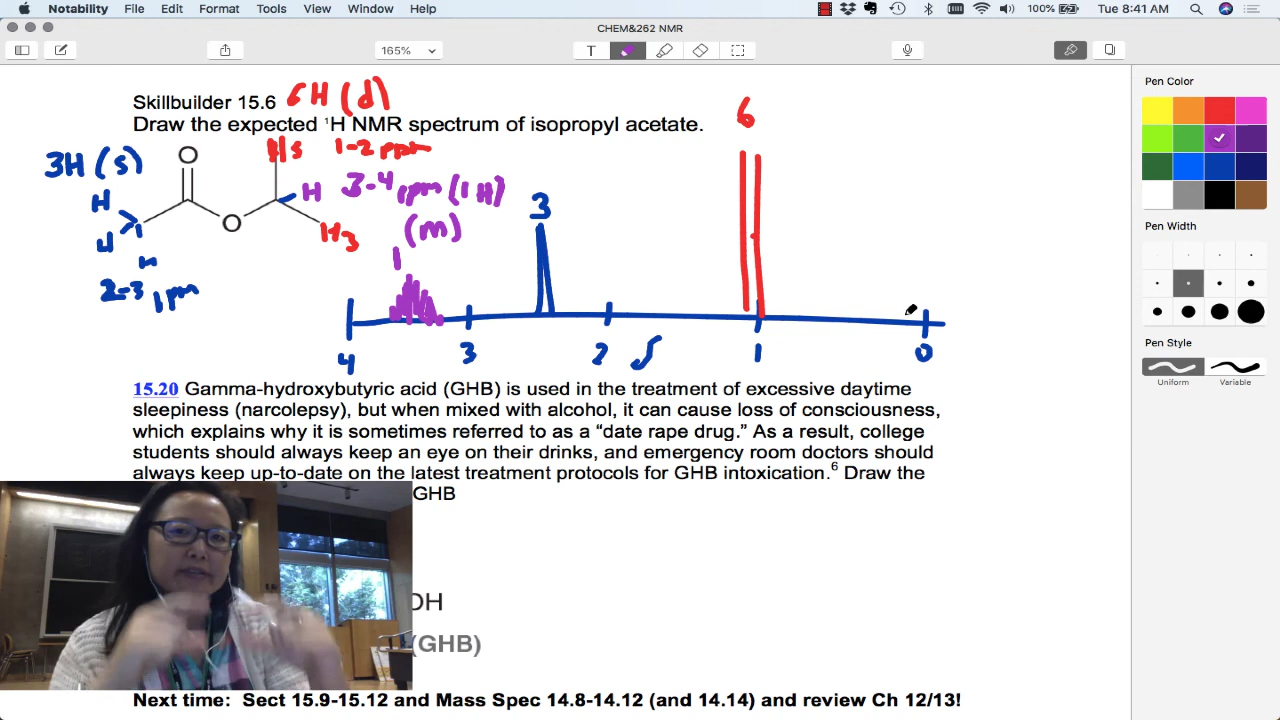 Notability File Edit Format Tools View Window Help 100% Tue 8:41 AM
CHEM&262 NMR
165% T
Skillbuilder 15.6 6H (d)
Draw the expected ¹H NMR spectrum of isopropyl acetate.
6
3H (s) O H3 1-2 ppm
H H 3-4 ppm (1H)
O H3 (m) 3
H
H
2-3 ppm
1
4 3 2 1 0
15.20 Gamma-hydroxybutyric acid (GHB) is used in the treatment of excessive daytime
sleepiness (narcolepsy), but when mixed with alcohol, it can cause loss of consciousness,
which explains why it is sometimes referred to as a “date rape drug.” As a result, college
students should always keep an eye on their drinks, and emergency room doctors should
always keep up-to-date on the latest treatment protocols for GHB intoxication.⁶ Draw the
GHB
OH
(GHB)
Next time: Sect 15.9-15.12 and Mass Spec 14.8-14.12 (and 14.14) and review Ch 12/13!
Pen Color
Pen Width
Pen Style
Uniform Variable